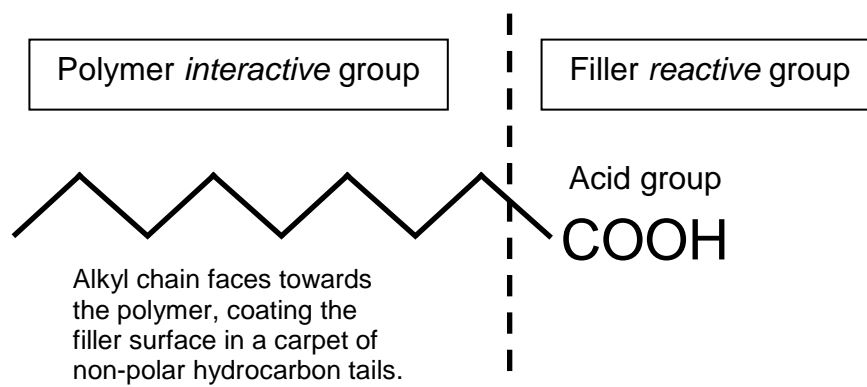 Polymer interactive group
Filler reactive group
Acid group
COOH
Alkyl chain faces towards
the polymer, coating the
filler surface in a carpet of
non-polar hydrocarbon tails.